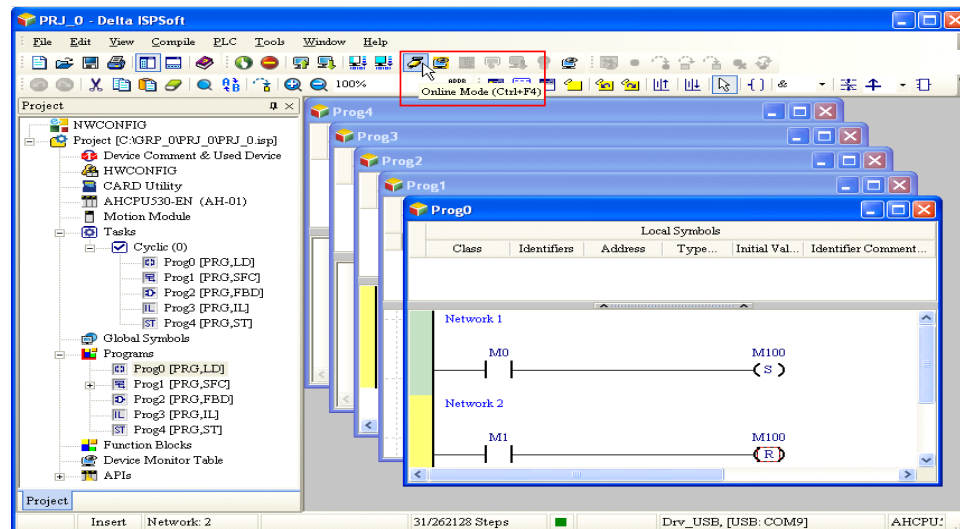 PRJ_0 - Delta ISPSoft
File Edit View Compile PLC Tools Window Help
100%
Online Mode (Ctrl+F4)
Project
NWCONFIG
Project [C:\GRP_0\PRJ_0\PRJ_0.isp]
Device Comment & Used Device
HWCONFIG
CARD Utility
AHCPU530-EN (AH-01)
Motion Module
Tasks
Cyclic (0)
Prog0 [PRG,LD]
Prog1 [PRG,SFC]
Prog2 [PRG,FBD]
Prog3 [PRG,IL]
Prog4 [PRG,ST]
Global Symbols
Programs
Prog0 [PRG,LD]
Prog1 [PRG,SFC]
Prog2 [PRG,FBD]
Prog3 [PRG,IL]
Prog4 [PRG,ST]
Function Blocks
Device Monitor Table
APIs
Project
Prog4
Prog3
Prog2
Prog1
Prog0
Local Symbols
Class Identifiers Address Type... Initial Val... Identifier Comment...
Network 1
M0 M100
S
Network 2
M1 M100
R
Insert Network: 2 31/262128 Steps Drv_USB, [USB: COM9] AHCPU5